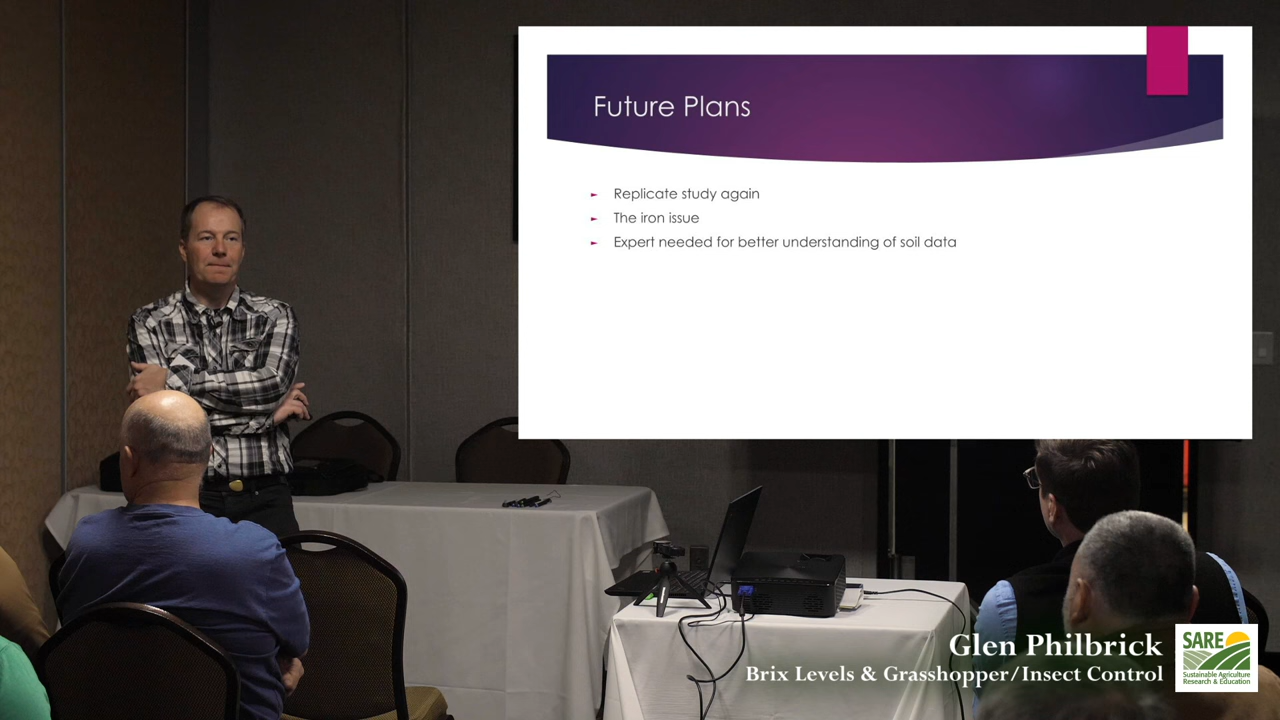 Future Plans
Replicate study again
The iron issue
Expert needed for better understanding of soil data
Glen Philbrick
Brix Levels & Grasshopper/Insect Control
SARE
Sustainable Agriculture
Research & Education